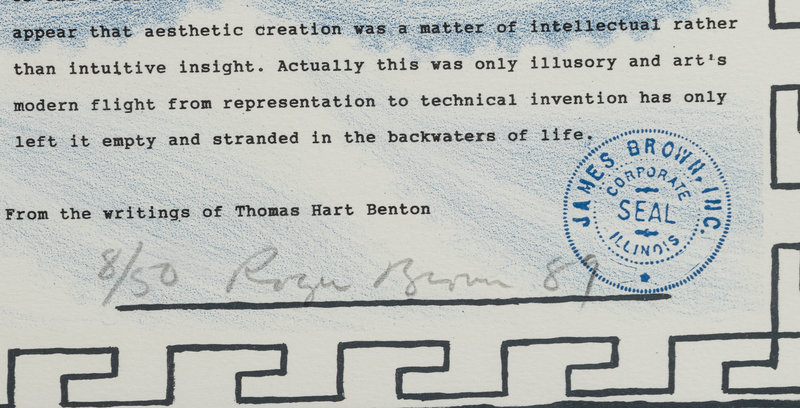 appear that aesthetic creation was a matter of intellectual rather
than intuitive insight. Actually this was only illusory and art's
modern flight from representation to technical invention has only
left it empty and stranded in the backwaters of life.
JAMES BROWN, INC.
CORPORATE
SEAL
ILLINOIS
From the writings of Thomas Hart Benton
8/50 Roger Brown 89